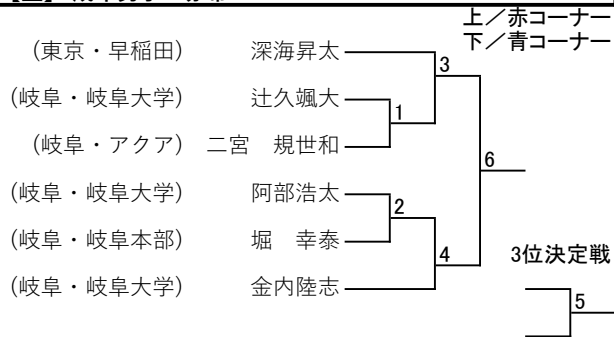 上／赤コーナー
下／青コーナー
(東京・早稲田) 深海昇太
3
(岐阜・岐阜大学) 辻久颯大
1
(岐阜・アクア) 二宮 規世和
6
(岐阜・岐阜大学) 阿部浩太
2
(岐阜・岐阜本部) 堀 幸泰
4
3位決定戦
(岐阜・岐阜大学) 金内陸志
5